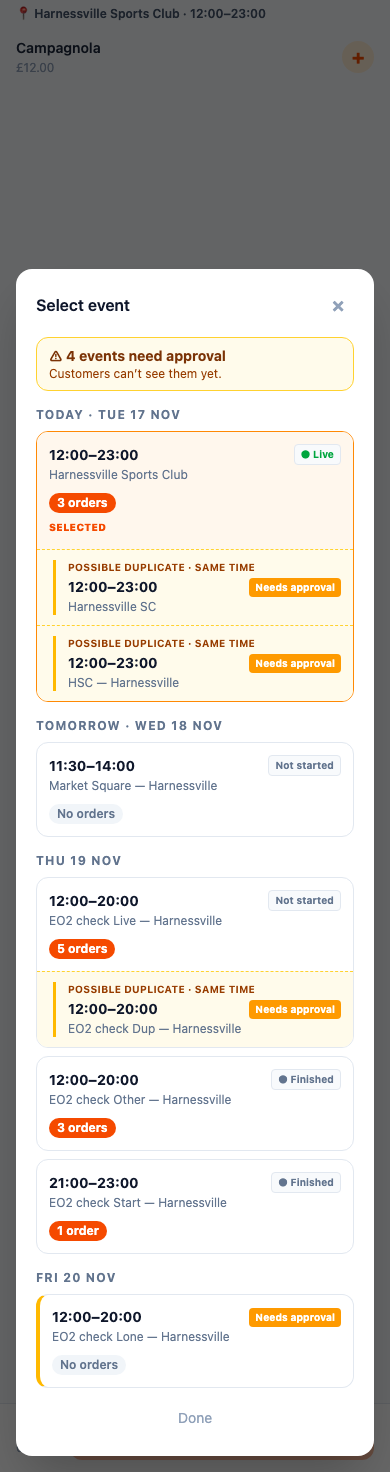 📍 Harnessville Sports Club · 12:00–23:00
Campagnola
£12.00
+
Select event
×
⚠ 4 events need approval
Customers can't see them yet.
TODAY · TUE 17 NOV
12:00–23:00
Live
Harnessville Sports Club
3 orders
SELECTED
POSSIBLE DUPLICATE · SAME TIME
12:00–23:00
Needs approval
Harnessville SC
POSSIBLE DUPLICATE · SAME TIME
12:00–23:00
Needs approval
HSC — Harnessville
TOMORROW · WED 18 NOV
11:30–14:00
Not started
Market Square — Harnessville
No orders
THU 19 NOV
12:00–20:00
Not started
EO2 check Live — Harnessville
5 orders
POSSIBLE DUPLICATE · SAME TIME
12:00–20:00
Needs approval
EO2 check Dup — Harnessville
12:00–20:00
Finished
EO2 check Other — Harnessville
3 orders
21:00–23:00
Finished
EO2 check Start — Harnessville
1 order
FRI 20 NOV
12:00–20:00
Needs approval
EO2 check Lone — Harnessville
No orders
Done